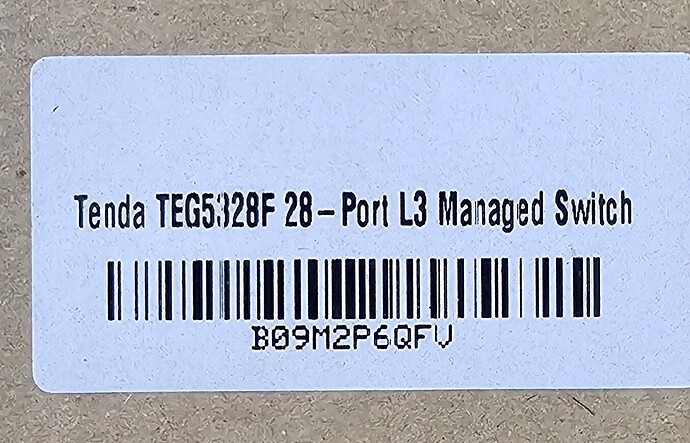 Tenda TEG5328F 28-Port L3 Managed Switch
B09M2P6QFV